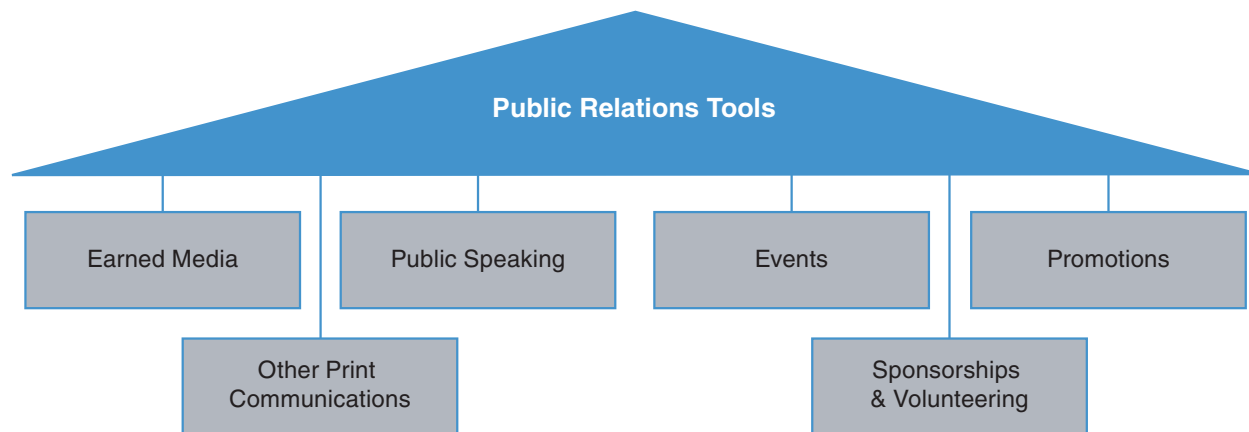 Public Relations Tools
Earned Media
Public Speaking
Events
Promotions
Other Print
Communications
Sponsorships
& Volunteering